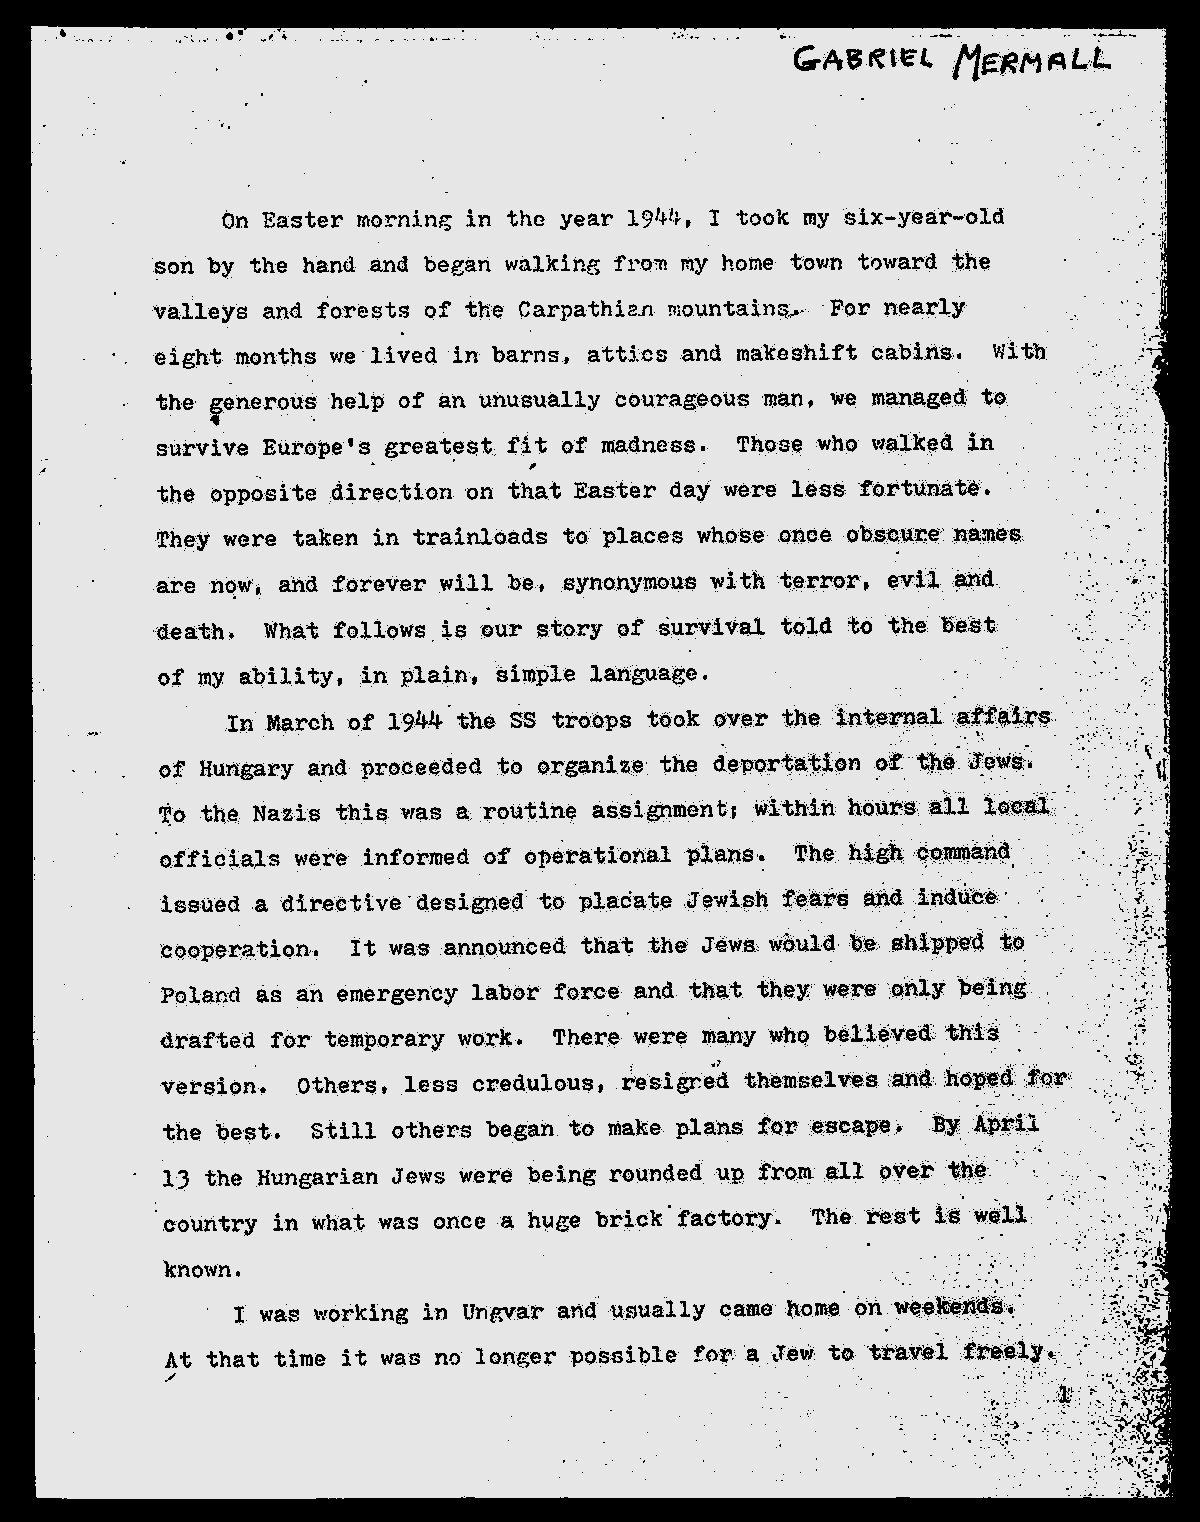 GABRIEL MERMALL
On Easter morning in the year 1944, I took my six-year-old
son by the hand and began walking from my home town toward the
valleys and forests of the Carpathian mountains. For nearly
eight months we lived in barns, attics and makeshift cabins. With
the generous help of an unusually courageous man, we managed to
survive Europe's greatest fit of madness. Those who walked in
the opposite direction on that Easter day were less fortunate.
They were taken in trainloads to places whose once obscure names
are now, and forever will be, synonymous with terror, evil and
death. What follows is our story of survival told to the best
of my ability, in plain, simple language.
In March of 1944 the SS troops took over the internal affairs
of Hungary and proceeded to organize the deportation of the Jews.
To the Nazis this was a routine assignment; within hours all local
officials were informed of operational plans. The high command
issued a directive designed to placate Jewish fears and induce
cooperation. It was announced that the Jews would be shipped to
Poland as an emergency labor force and that they were only being
drafted for temporary work. There were many who believed this
version. Others, less credulous, resigned themselves and hoped for
the best. Still others began to make plans for escape. By April
13 the Hungarian Jews were being rounded up from all over the
country in what was once a huge brick factory. The rest is well
known.
I was working in Ungvar and usually came home on weekends.
At that time it was no longer possible for a Jew to travel freely.
1